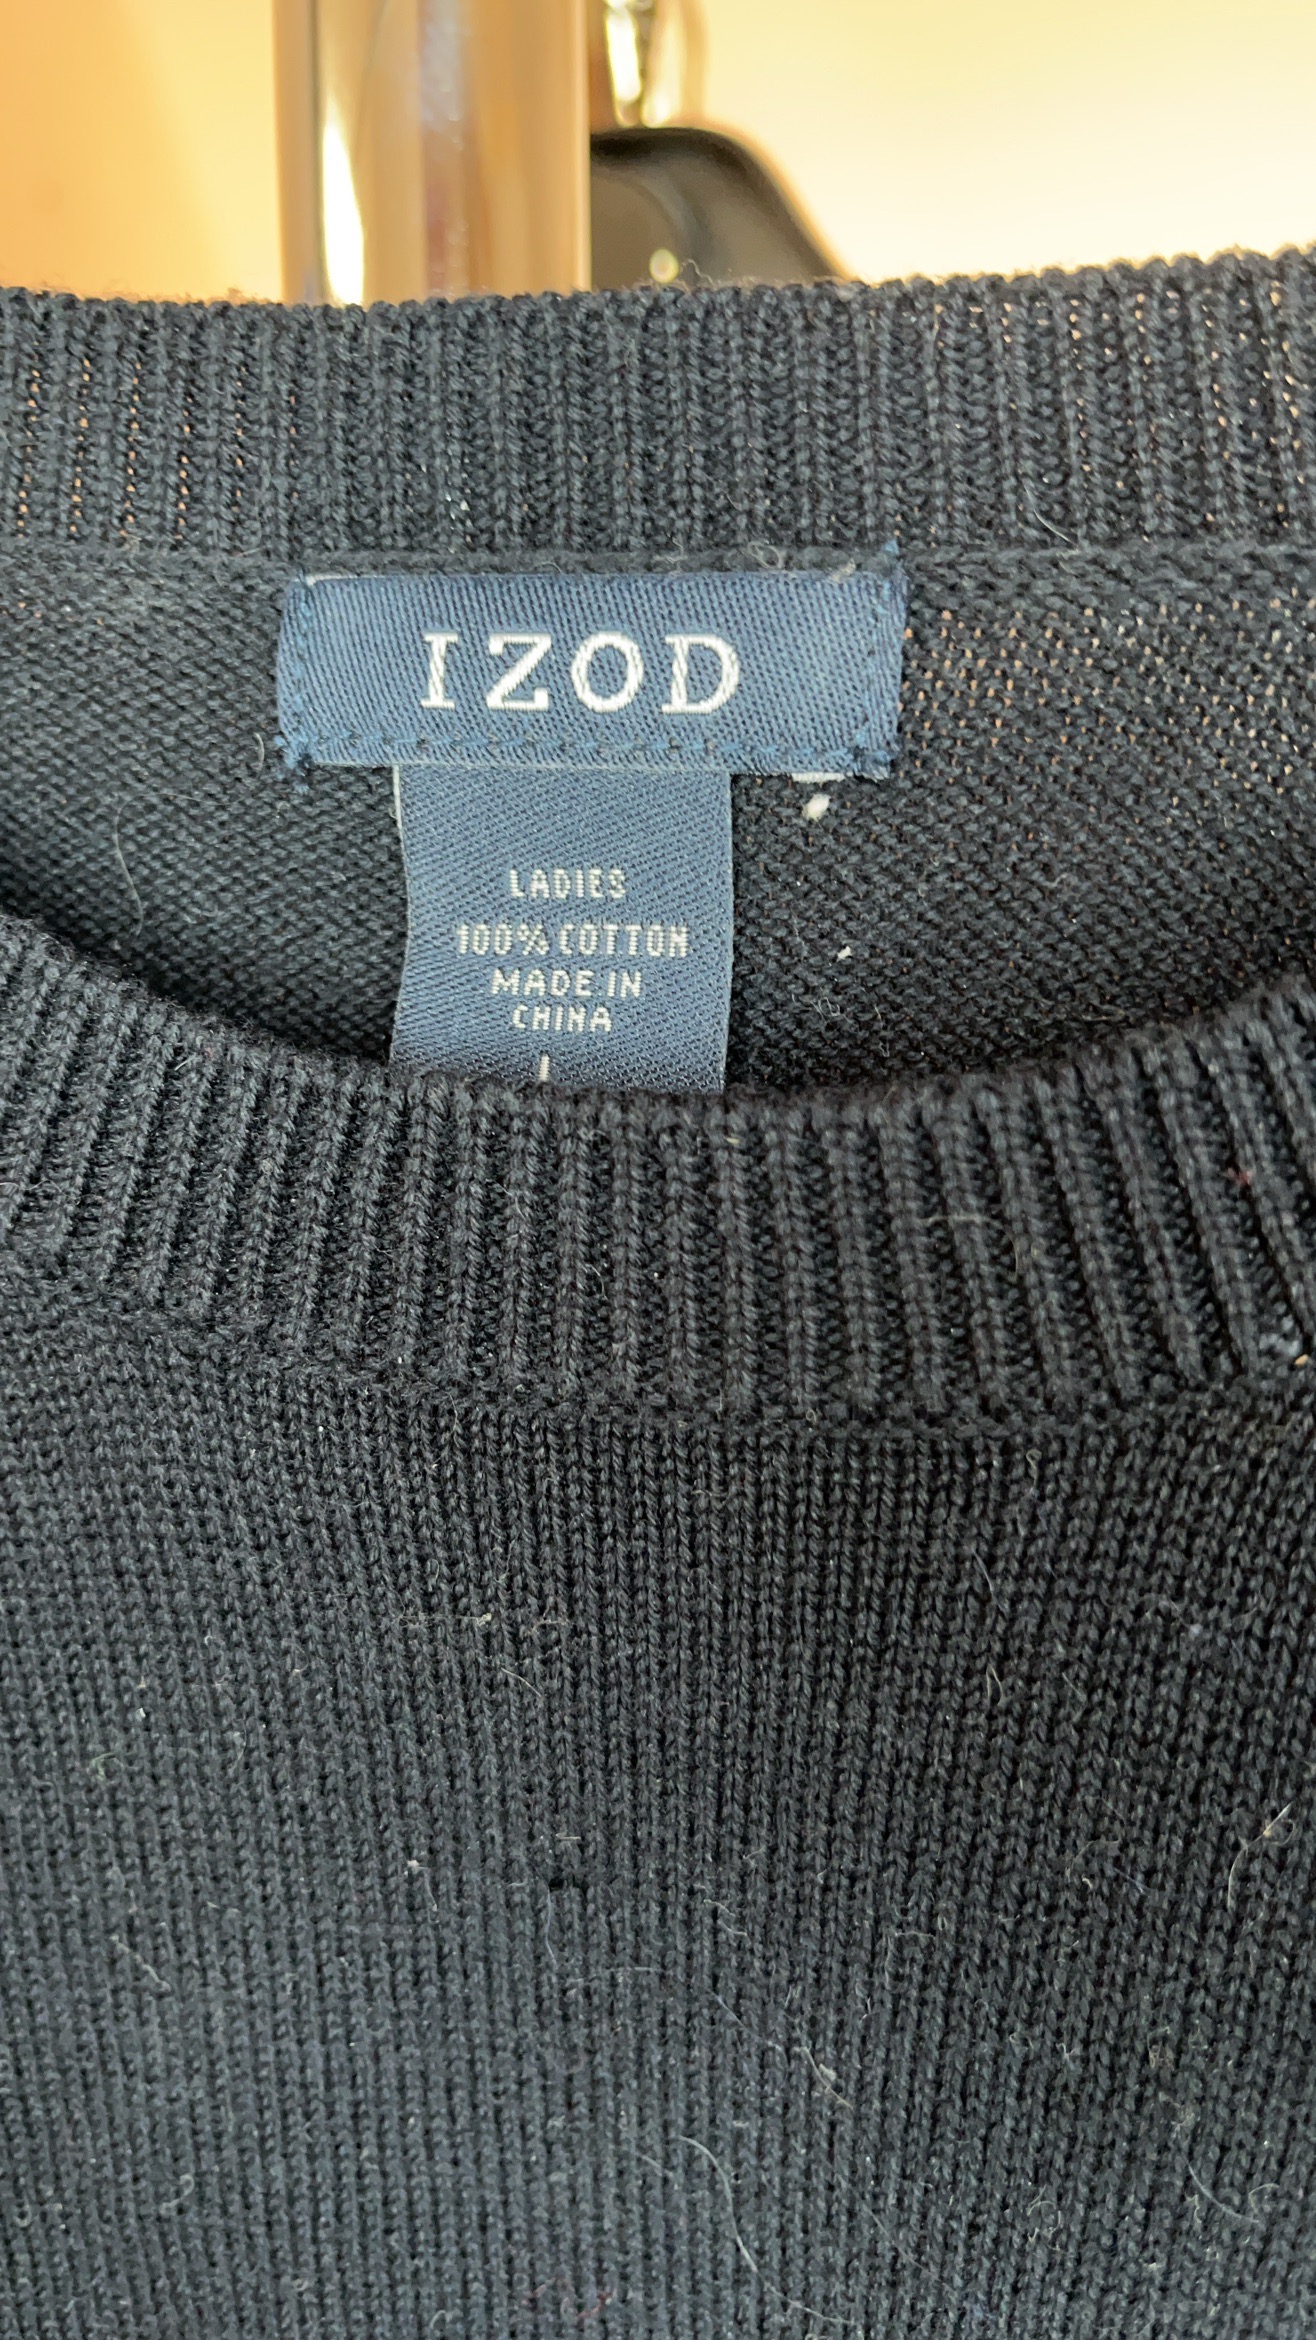 IZOD
LADIES
100% COTTON
MADE IN
CHINA